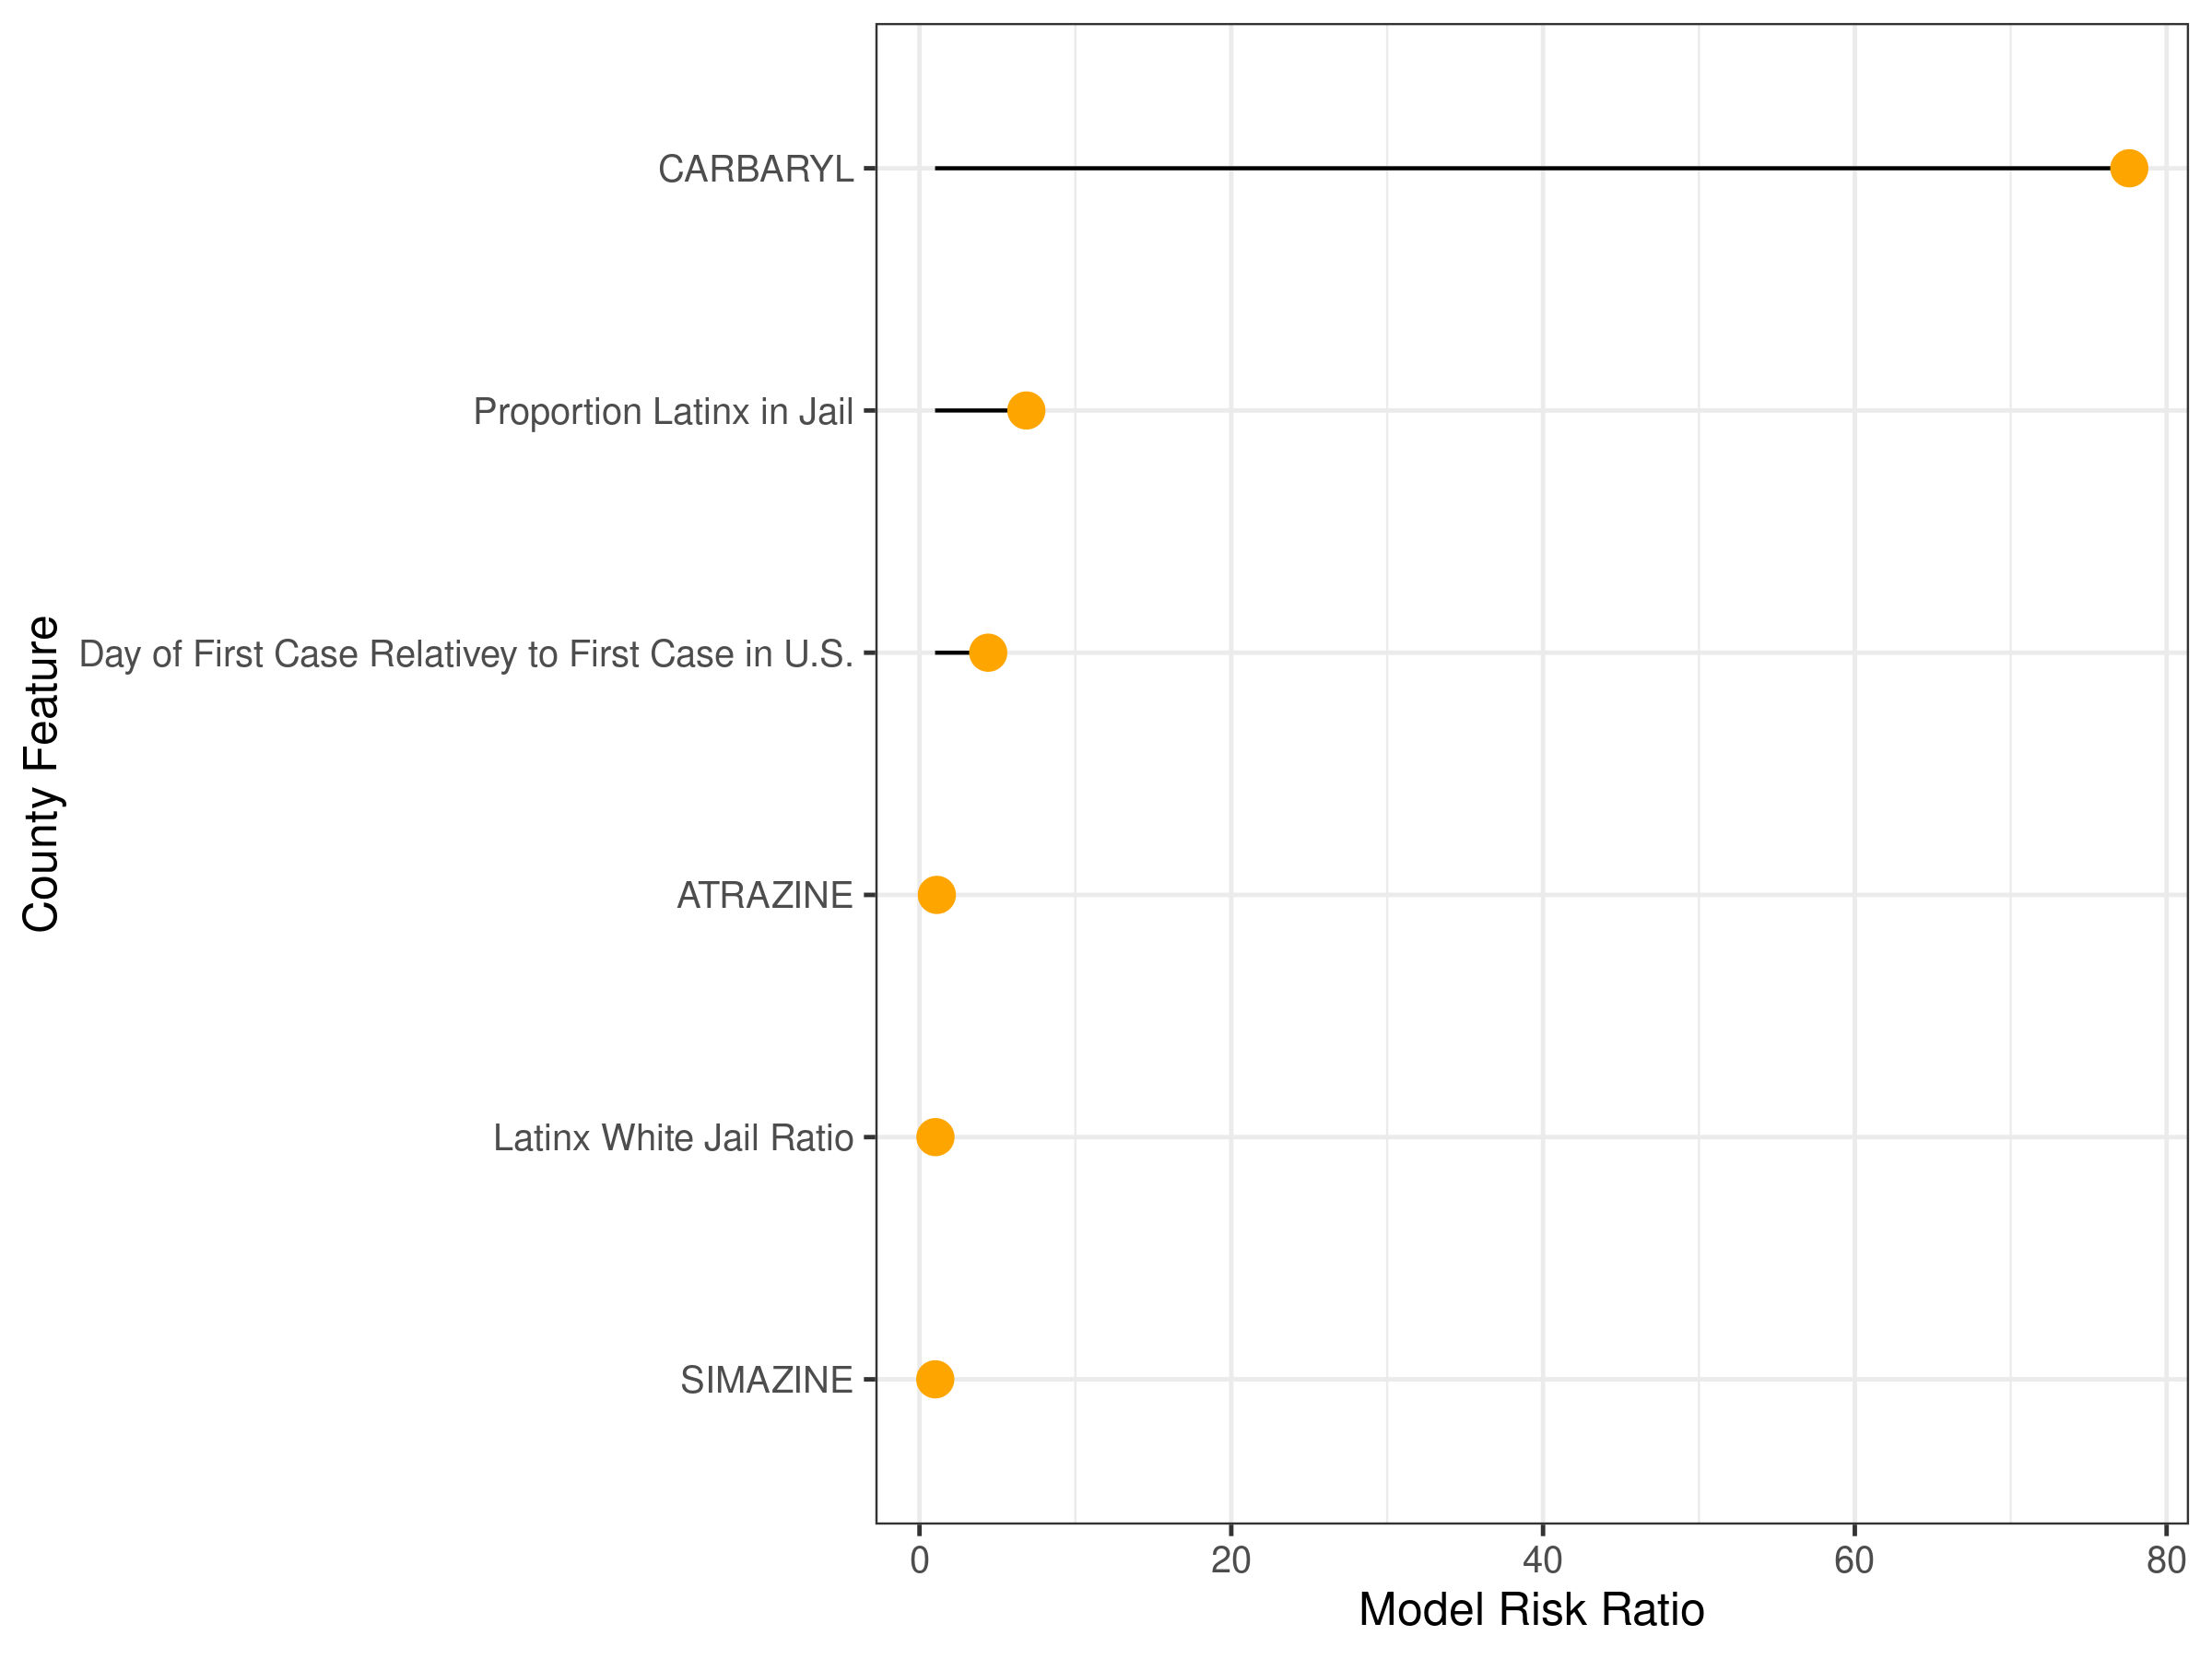 CARBARYL
Proportion Latinx in Jail
Day of First Case Relativey to First Case in U.S.
ATRAZINE
Latinx White Jail Ratio
SIMAZINE
County Feature
0 20 40 60 80
Model Risk Ratio